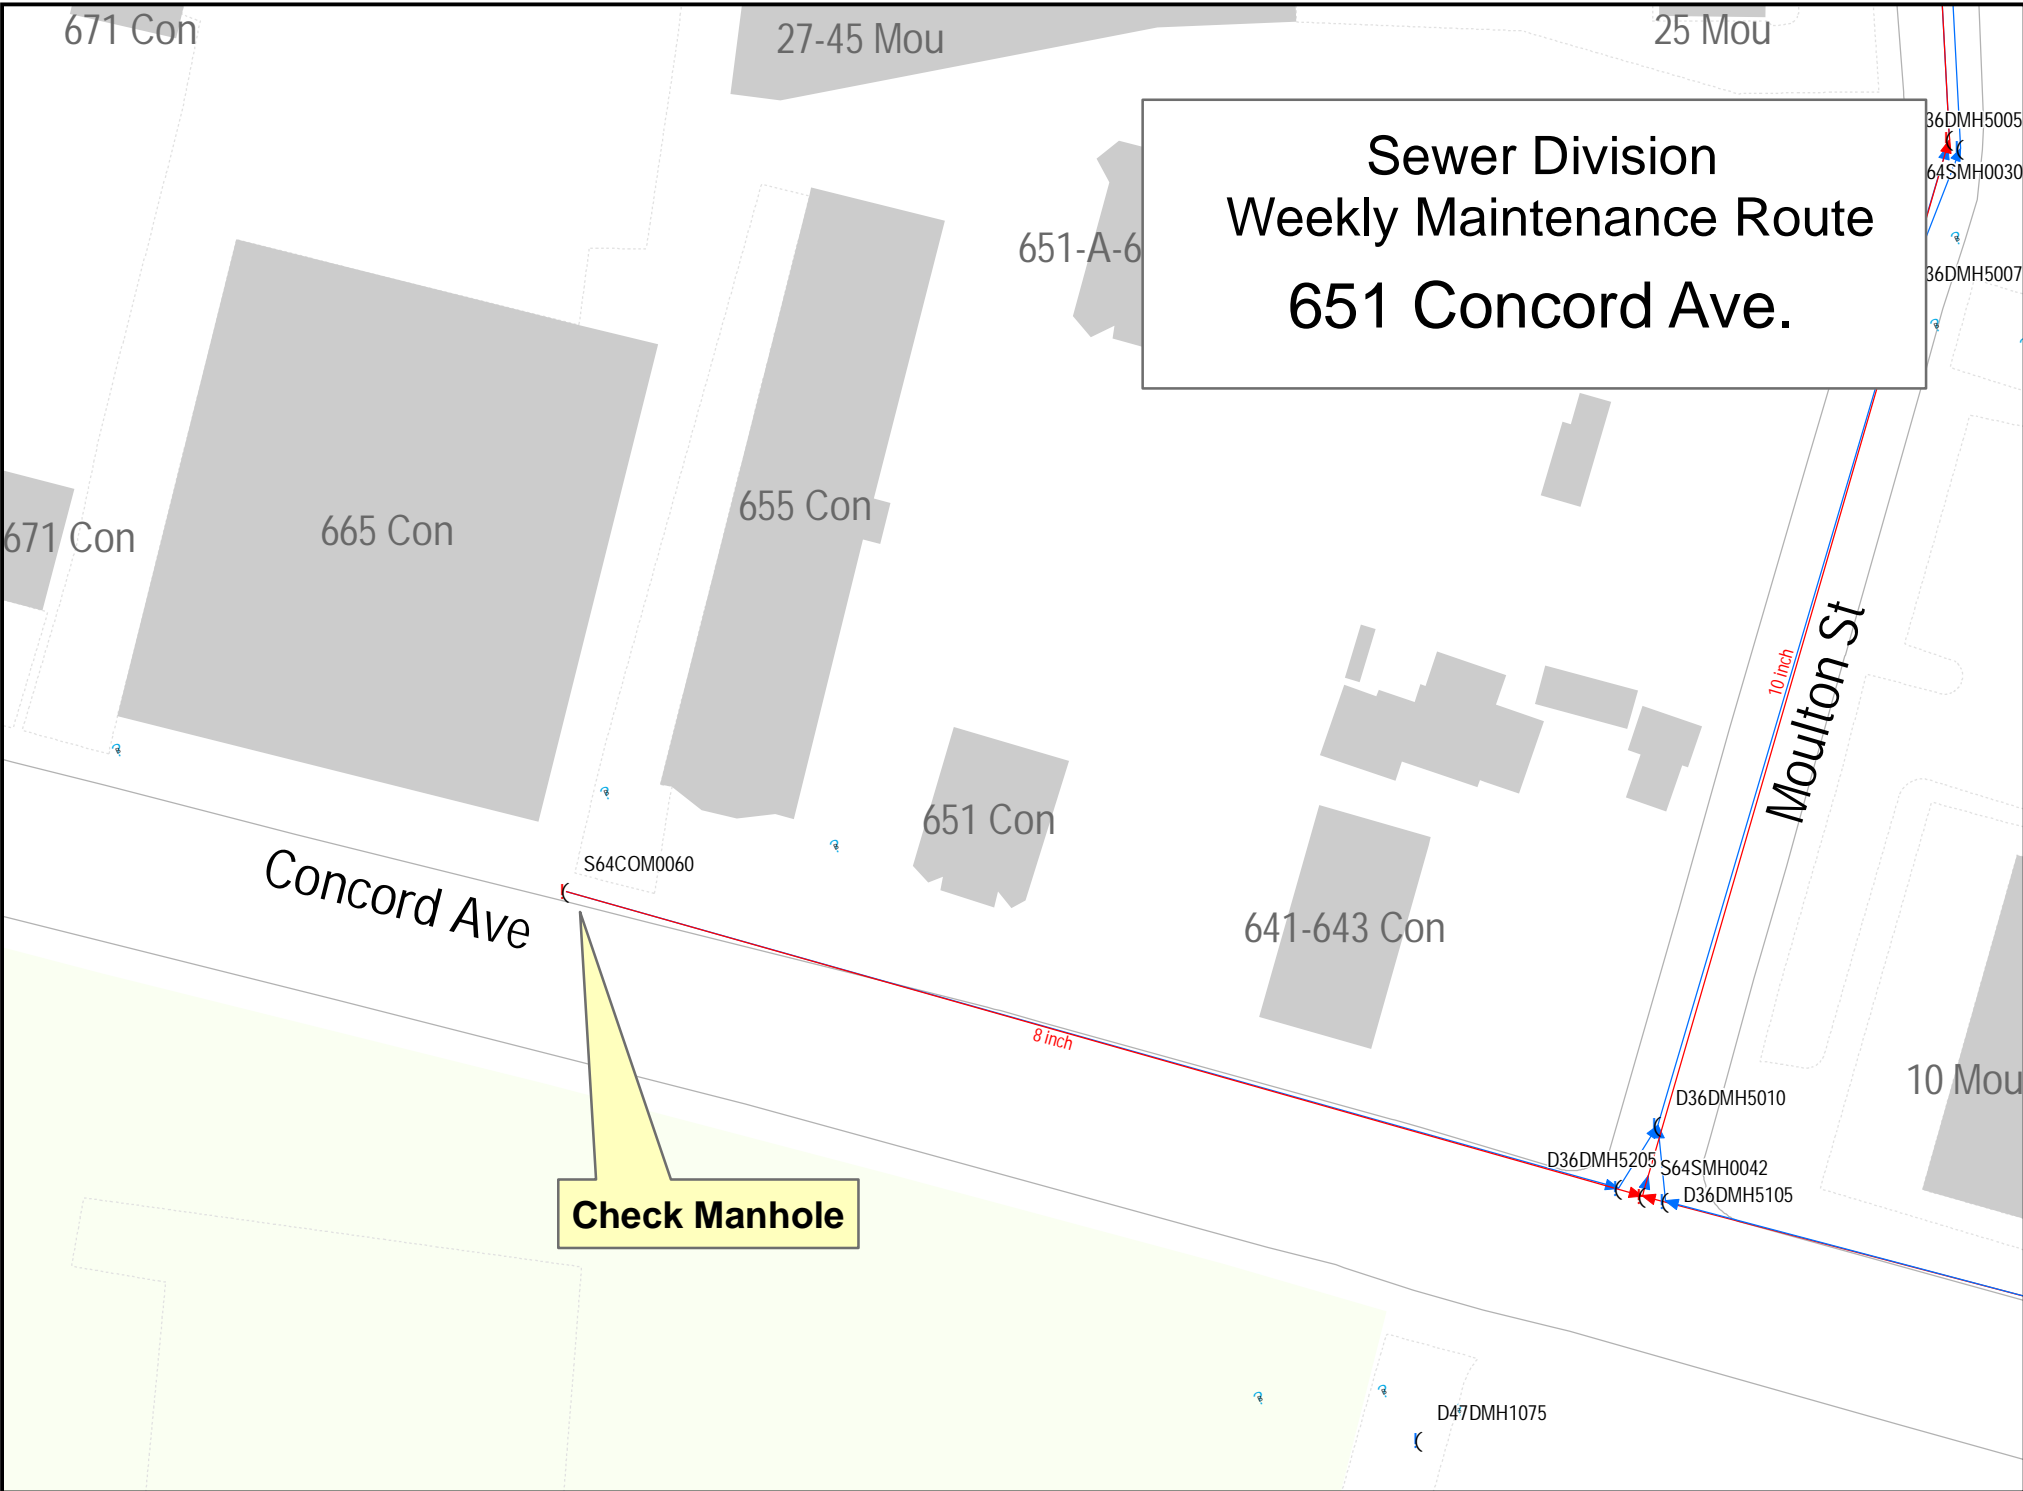 671 Con
27-45 Mou
25 Mou
Sewer Division
Weekly Maintenance Route
651 Concord Ave.
36DMH5005
64SMH0030
651-A-6
36DMH5007
671 Con
665 Con
655 Con
10 inch
Moulton St
651 Con
S64COM0060
Concord Ave
641-643 Con
8 inch
10 Mou
D36DMH5010
D36DMH5205
S64SMH0042
D36DMH5105
Check Manhole
D47DMH1075